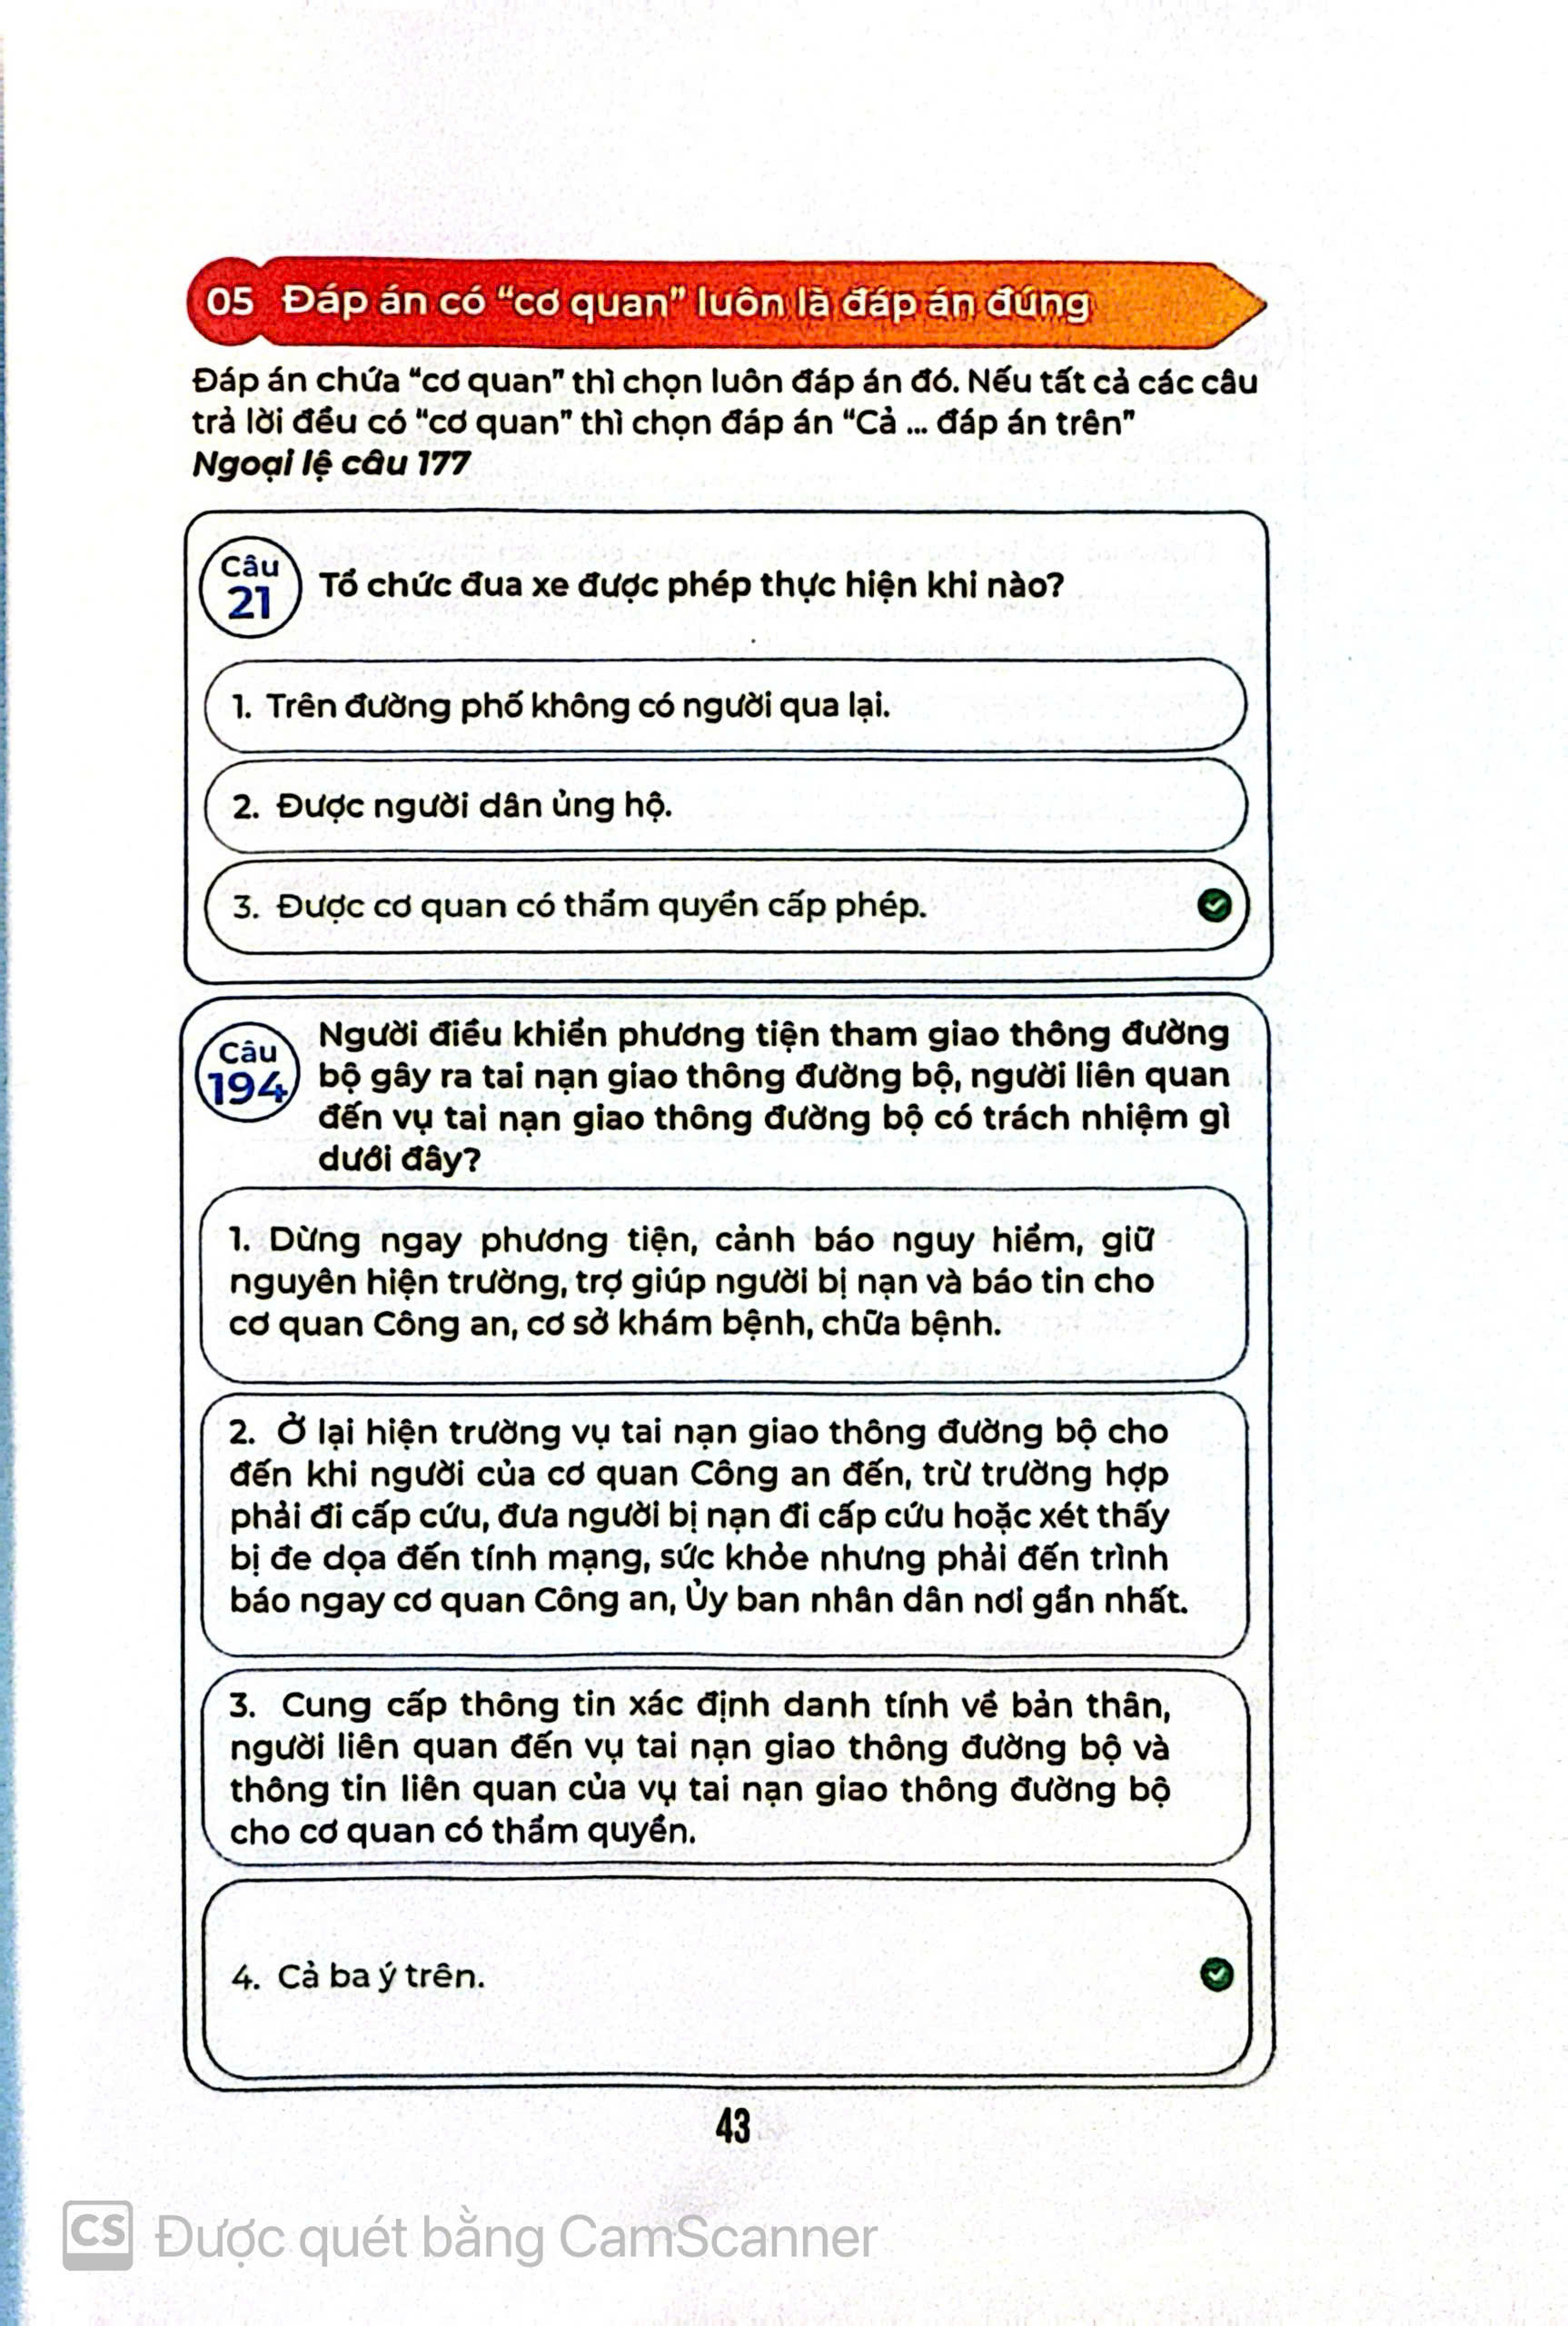 05 Đáp án có “cơ quan” luôn là đáp án đúng
Đáp án chứa “cơ quan” thì chọn luôn đáp án đó. Nếu tất cả các câu
trả lời đều có “cơ quan” thì chọn đáp án “Cả ... đáp án trên”
Ngoại lệ câu 177
Câu
21
Tổ chức đua xe được phép thực hiện khi nào?
1. Trên đường phố không có người qua lại.
2. Được người dân ủng hộ.
3. Được cơ quan có thẩm quyền cấp phép.
Câu
194
Người điều khiển phương tiện tham giao thông đường
bộ gây ra tai nạn giao thông đường bộ, người liên quan
đến vụ tai nạn giao thông đường bộ có trách nhiệm gì
dưới đây?
1. Dừng ngay phương tiện, cảnh báo nguy hiểm, giữ
nguyên hiện trường, trợ giúp người bị nạn và báo tin cho
cơ quan Công an, cơ sở khám bệnh, chữa bệnh.
2. Ở lại hiện trường vụ tai nạn giao thông đường bộ cho
đến khi người của cơ quan Công an đến, trừ trường hợp
phải đi cấp cứu, đưa người bị nạn đi cấp cứu hoặc xét thấy
bị đe dọa đến tính mạng, sức khỏe nhưng phải đến trình
báo ngay cơ quan Công an, Ủy ban nhân dân nơi gần nhất.
3. Cung cấp thông tin xác định danh tính về bản thân,
người liên quan đến vụ tai nạn giao thông đường bộ và
thông tin liên quan của vụ tai nạn giao thông đường bộ
cho cơ quan có thẩm quyền.
4. Cả ba ý trên.
43
CS Được quét bằng CamScanner